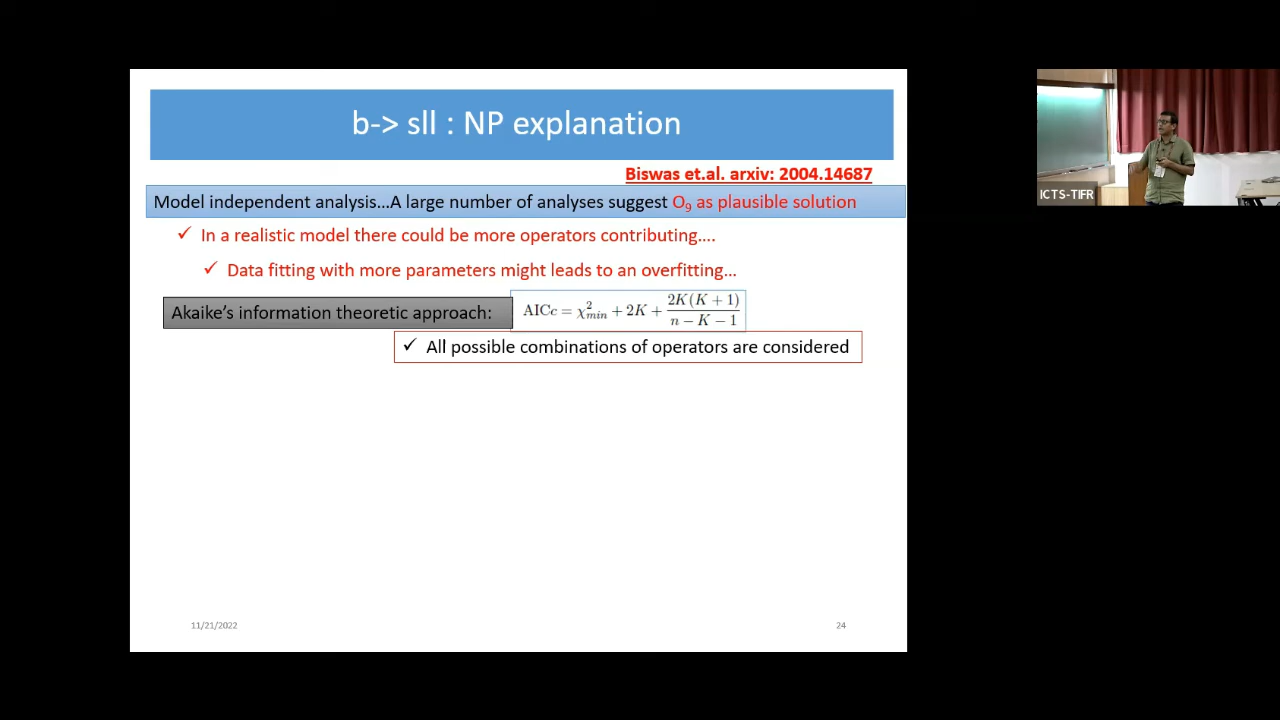 b-> sll : NP explanation
Biswas et.al. arxiv: 2004.14687
Model independent analysis...A large number of analyses suggest O₉ as plausible solution
✓ In a realistic model there could be more operators contributing....
✓ Data fitting with more parameters might leads to an overfitting...
Akaike's information theoretic approach: AICc = χ²_min + 2K + 2K(K + 1) / (n − K − 1)
✓ All possible combinations of operators are considered
11/21/2022
24
ICTS-TIFR